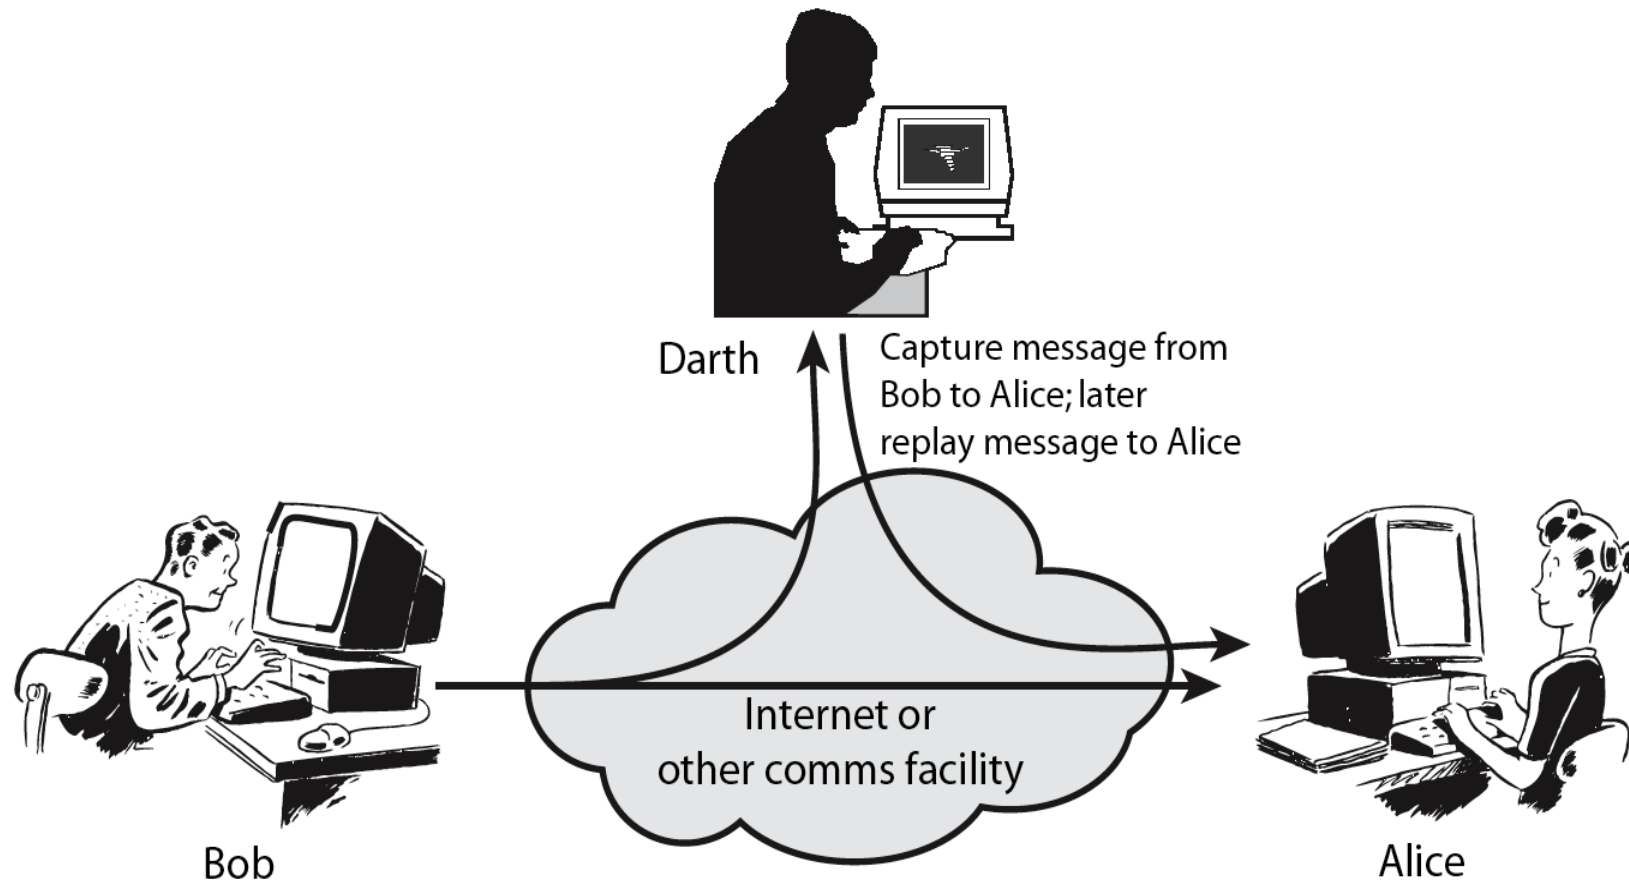 Darth
Capture message from
Bob to Alice; later
replay message to Alice
Internet or
other comms facility
Bob
Alice